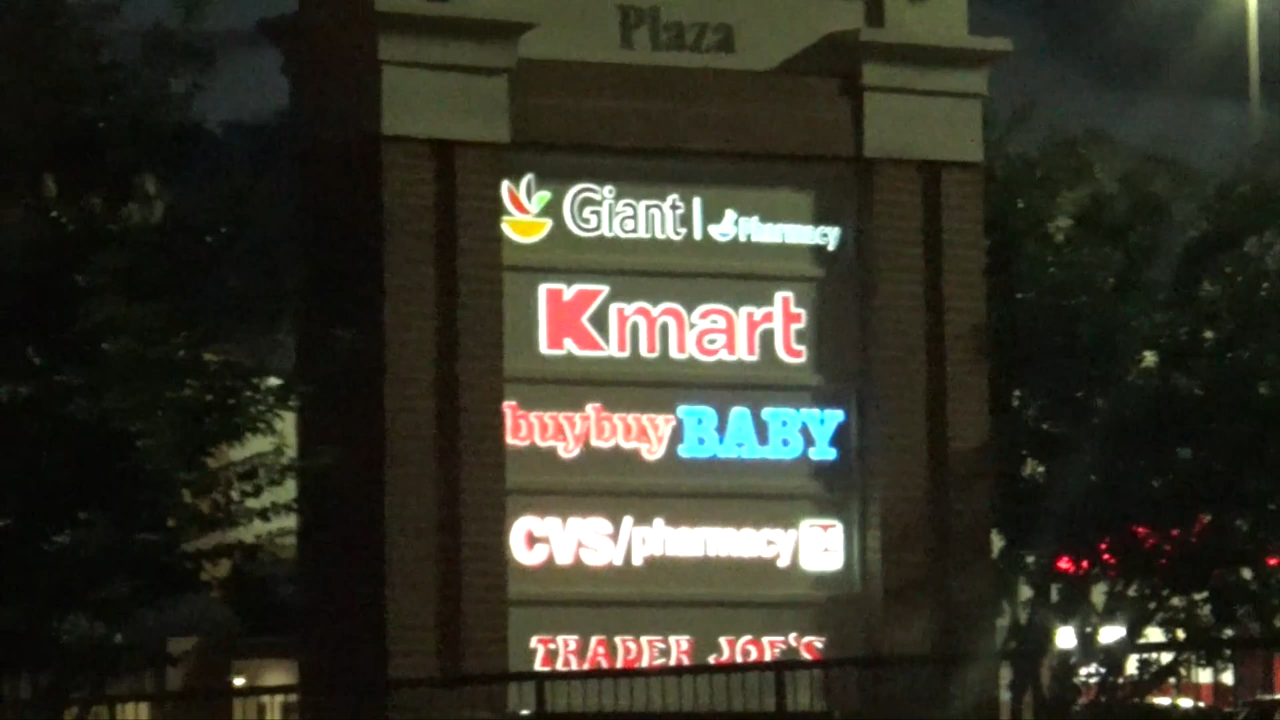 Plaza
Giant | Pharmacy
Kmart
buybuy BABY
CVS/pharmacy
TRADER JOE'S